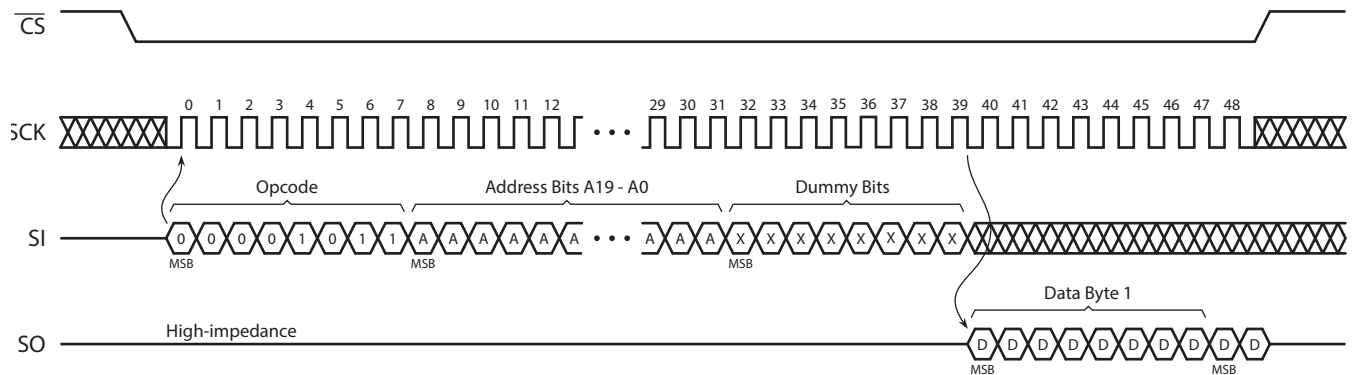 CS
0 1 2 3 4 5 6 7 8 9 10 11 12 29 30 31 32 33 34 35 36 37 38 39 40 41 42 43 44 45 46 47 48
SCK • • •
Opcode Address Bits A19 - A0 Dummy Bits
SI 0 0 0 0 1 0 1 1 A A A A A A • • • A A A X X X X X X X X
MSB MSB MSB
Data Byte 1
High-impedance
SO D D D D D D D D D D
MSB MSB